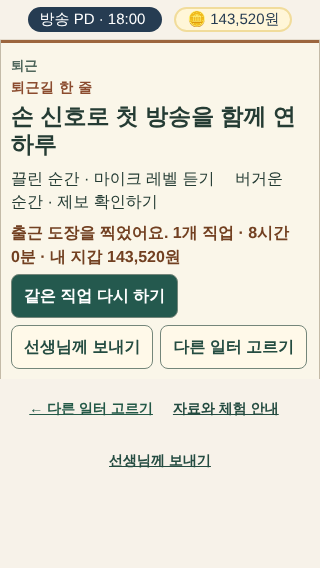 방송 PD · 18:00
🪙 143,520원
퇴근
퇴근길 한 줄
손 신호로 첫 방송을 함께 연
하루
끌린 순간 · 마이크 레벨 듣기 버거운
순간 · 제보 확인하기
출근 도장을 찍었어요. 1개 직업 · 8시간
0분 · 내 지갑 143,520원
같은 직업 다시 하기
선생님께 보내기 다른 일터 고르기
← 다른 일터 고르기 자료와 체험 안내
선생님께 보내기